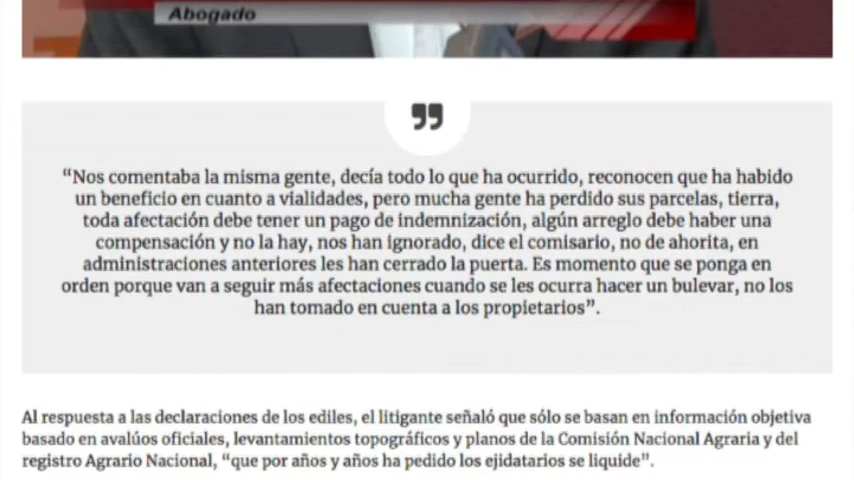 Abogado
”
“Nos comentaba la misma gente, decía todo lo que ha ocurrido, reconocen que ha habido
un beneficio en cuanto a vialidades, pero mucha gente ha perdido sus parcelas, tierra,
toda afectación debe tener un pago de indemnización, algún arreglo debe haber una
compensación y no la hay, nos han ignorado, dice el comisario, no de ahorita, en
administraciones anteriores les han cerrado la puerta. Es momento que se ponga en
orden porque van a seguir más afectaciones cuando se les ocurra hacer un bulevar, no los
han tomado en cuenta a los propietarios”.
Al respuesta a las declaraciones de los ediles, el litigante señaló que sólo se basan en información objetiva
basado en avalúos oficiales, levantamientos topográficos y planos de la Comisión Nacional Agraria y del
registro Agrario Nacional, “que por años y años ha pedido los ejidatarios se liquide”.